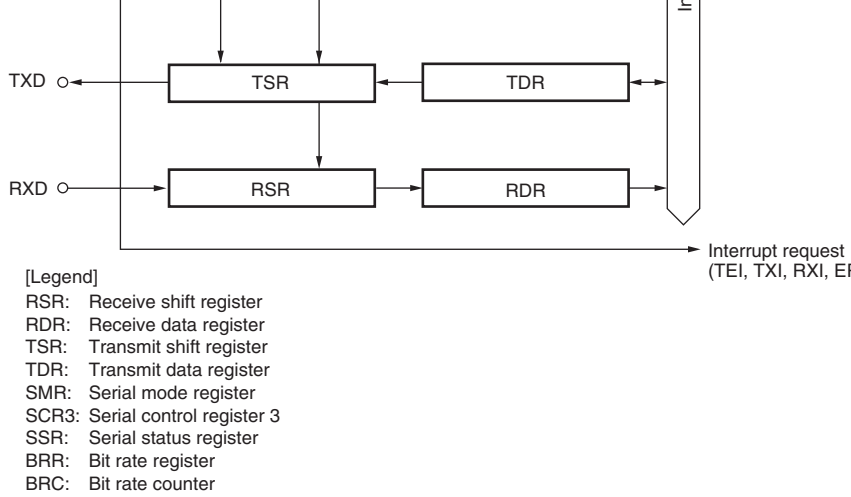 TXD
TSR
TDR
RXD
RSR
RDR
Interrupt request
(TEI, TXI, RXI,
[Legend]
RSR: Receive shift register
RDR: Receive data register
TSR: Transmit shift register
TDR: Transmit data register
SMR: Serial mode register
SCR3: Serial control register 3
SSR: Serial status register
BRR: Bit rate register
BRC: Bit rate counter